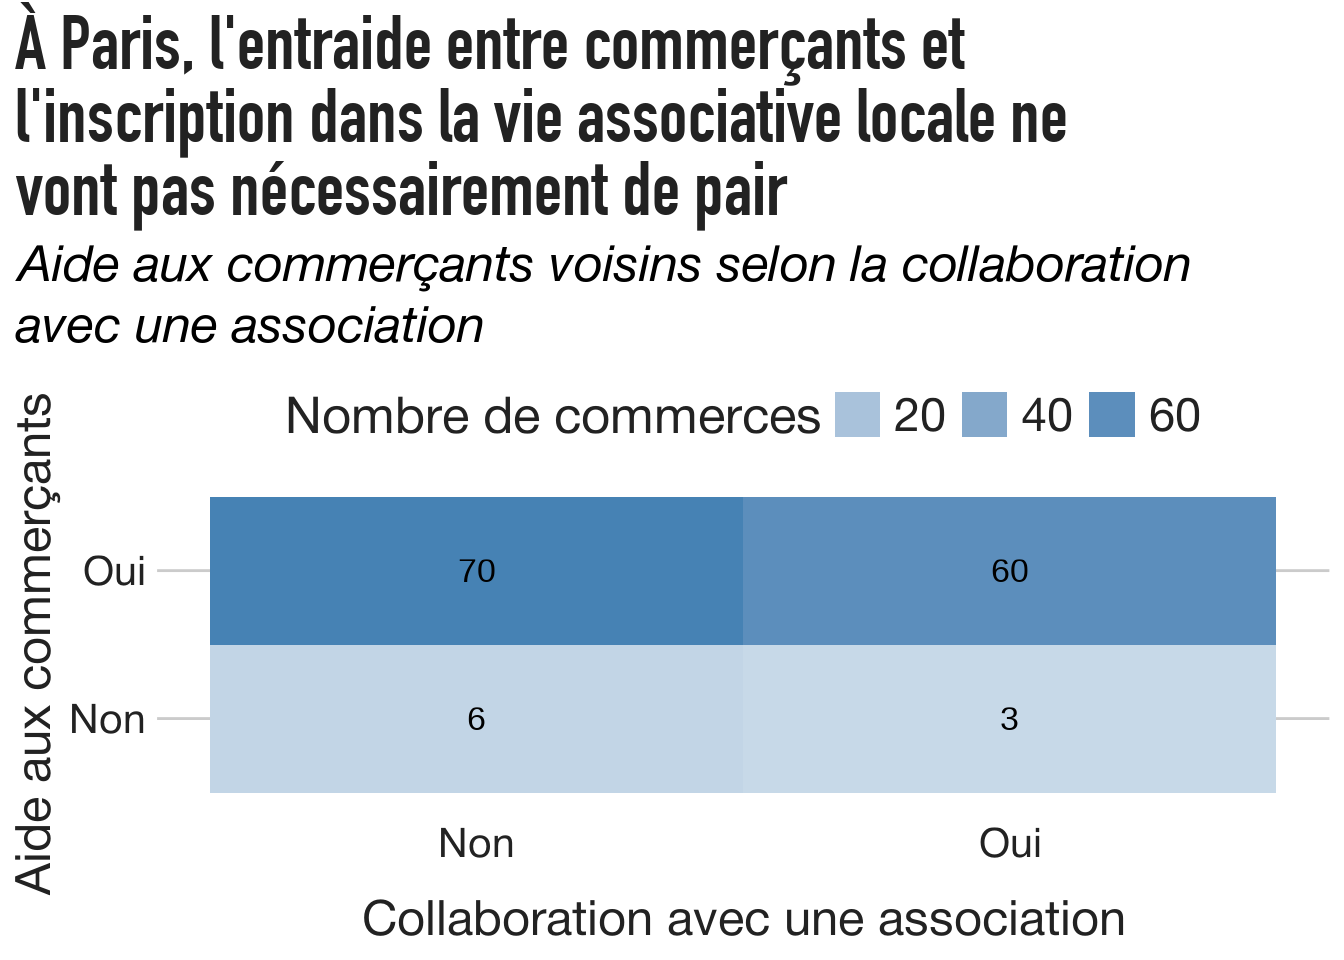 À Paris, l'entraide entre commerçants et
l'inscription dans la vie associative locale ne
vont pas nécessairement de pair
Aide aux commerçants voisins selon la collaboration
avec une association
Nombre de commerces 20 40 60
Aide aux commerçants
Oui 70 60
Non 6 3
Non Oui
Collaboration avec une association